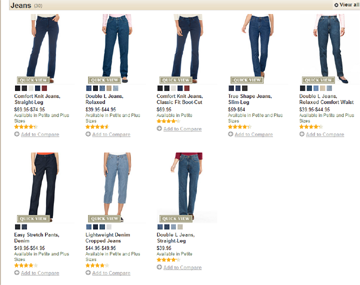 Jeans
View all
QUICK VIEW
QUICK VIEW
QUICK VIEW
QUICK VIEW
QUICK VIEW
Comfort Knit Jeans,
Straight Leg
Available in Petite and Plus
Sizes
Add to Compare
Double L Jeans,
Relaxed
$39.95-$44.95
Available in Petite and Plus
Sizes
Add to Compare
Comfort Knit Jeans,
Classic Fit Boot Cut
$69.95
Available in Petite and Plus
Sizes
Add to Compare
True Shape Jeans,
Slim Leg
$59-$64
Available in Petite and Plus
Sizes
Add to Compare
Double L Jeans,
Relaxed Comfort Waist
$39.95-$44.95
Available in Petite and Plus
Sizes
Add to Compare
QUICK VIEW
QUICK VIEW
QUICK VIEW
Easy Stretch Pants,
Denim
$49.95-$54.95
Available in Petite and Plus
Sizes
Add to Compare
Lightweight Denim
Cropped Jeans
$44.95-$49.95
Available in Petite and Plus
Sizes
Add to Compare
Double L Jeans,
Straight Leg
$39.95
Available in Petite and Plus
Sizes
Add to Compare